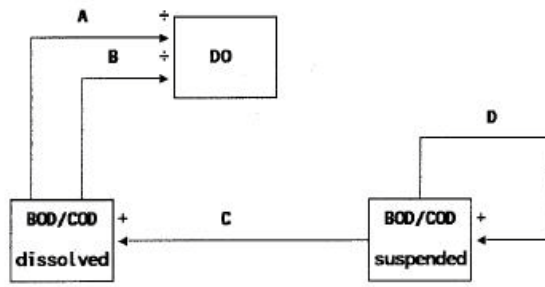 A
÷
÷
B
DO
D
BOD/COD
+
C
BOD/COD
+
dissolved
suspended